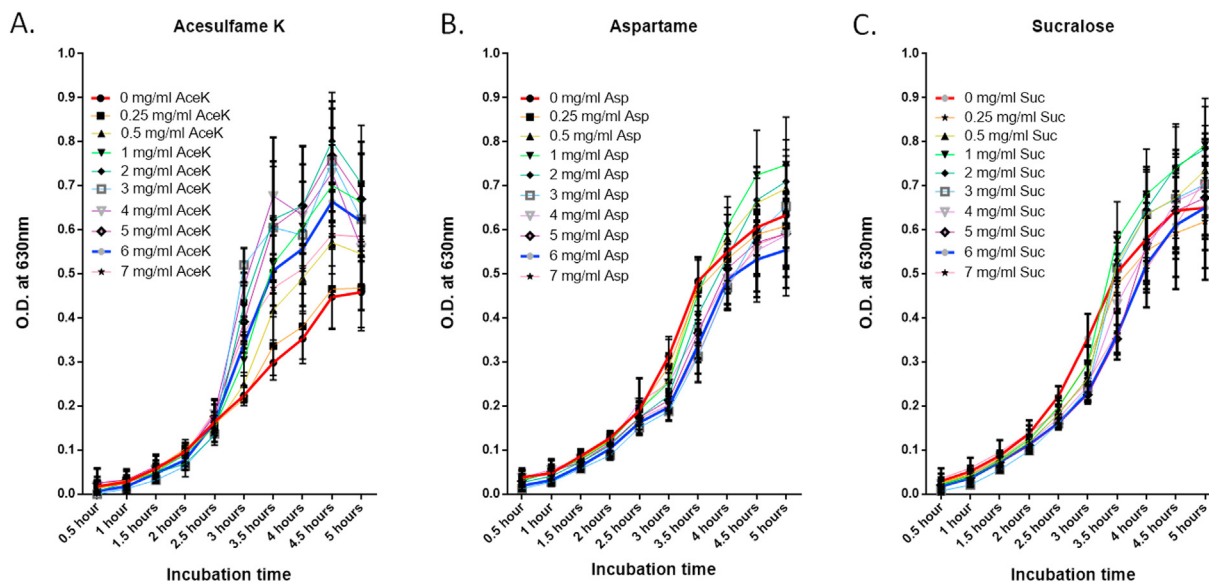 A.
Acesulfame K
1.0
0.9
0.8
0.7
0.6
0.5
0.4
0.3
0.2
0.1
0.0
O.D. at 630nm
0 mg/ml AceK
0.25 mg/ml AceK
0.5 mg/ml AceK
1 mg/ml AceK
2 mg/ml AceK
3 mg/ml AceK
4 mg/ml AceK
5 mg/ml AceK
6 mg/ml AceK
7 mg/ml AceK
0.5 hour
1 hour
1.5 hours
2 hours
2.5 hours
3 hours
3.5 hours
4 hours
4.5 hours
5 hours
Incubation time
B.
Aspartame
1.0
0.9
0.8
0.7
0.6
0.5
0.4
0.3
0.2
0.1
0.0
O.D. at 630nm
0 mg/ml Asp
0.25 mg/ml Asp
0.5 mg/ml Asp
1 mg/ml Asp
2 mg/ml Asp
3 mg/ml Asp
4 mg/ml Asp
5 mg/ml Asp
6 mg/ml Asp
7 mg/ml Asp
0.5 hour
1 hour
1.5 hours
2 hours
2.5 hours
3 hours
3.5 hours
4 hours
4.5 hours
5 hours
Incubation time
C.
Sucralose
1.0
0.9
0.8
0.7
0.6
0.5
0.4
0.3
0.2
0.1
0.0
O.D. at 630nm
0 mg/ml Suc
0.25 mg/ml Suc
0.5 mg/ml Suc
1 mg/ml Suc
2 mg/ml Suc
3 mg/ml Suc
4 mg/ml Suc
5 mg/ml Suc
6 mg/ml Suc
7 mg/ml Suc
0.5 hour
1 hour
1.5 hours
2 hours
2.5 hours
3 hours
3.5 hours
4 hours
4.5 hours
5 hours
Incubation time